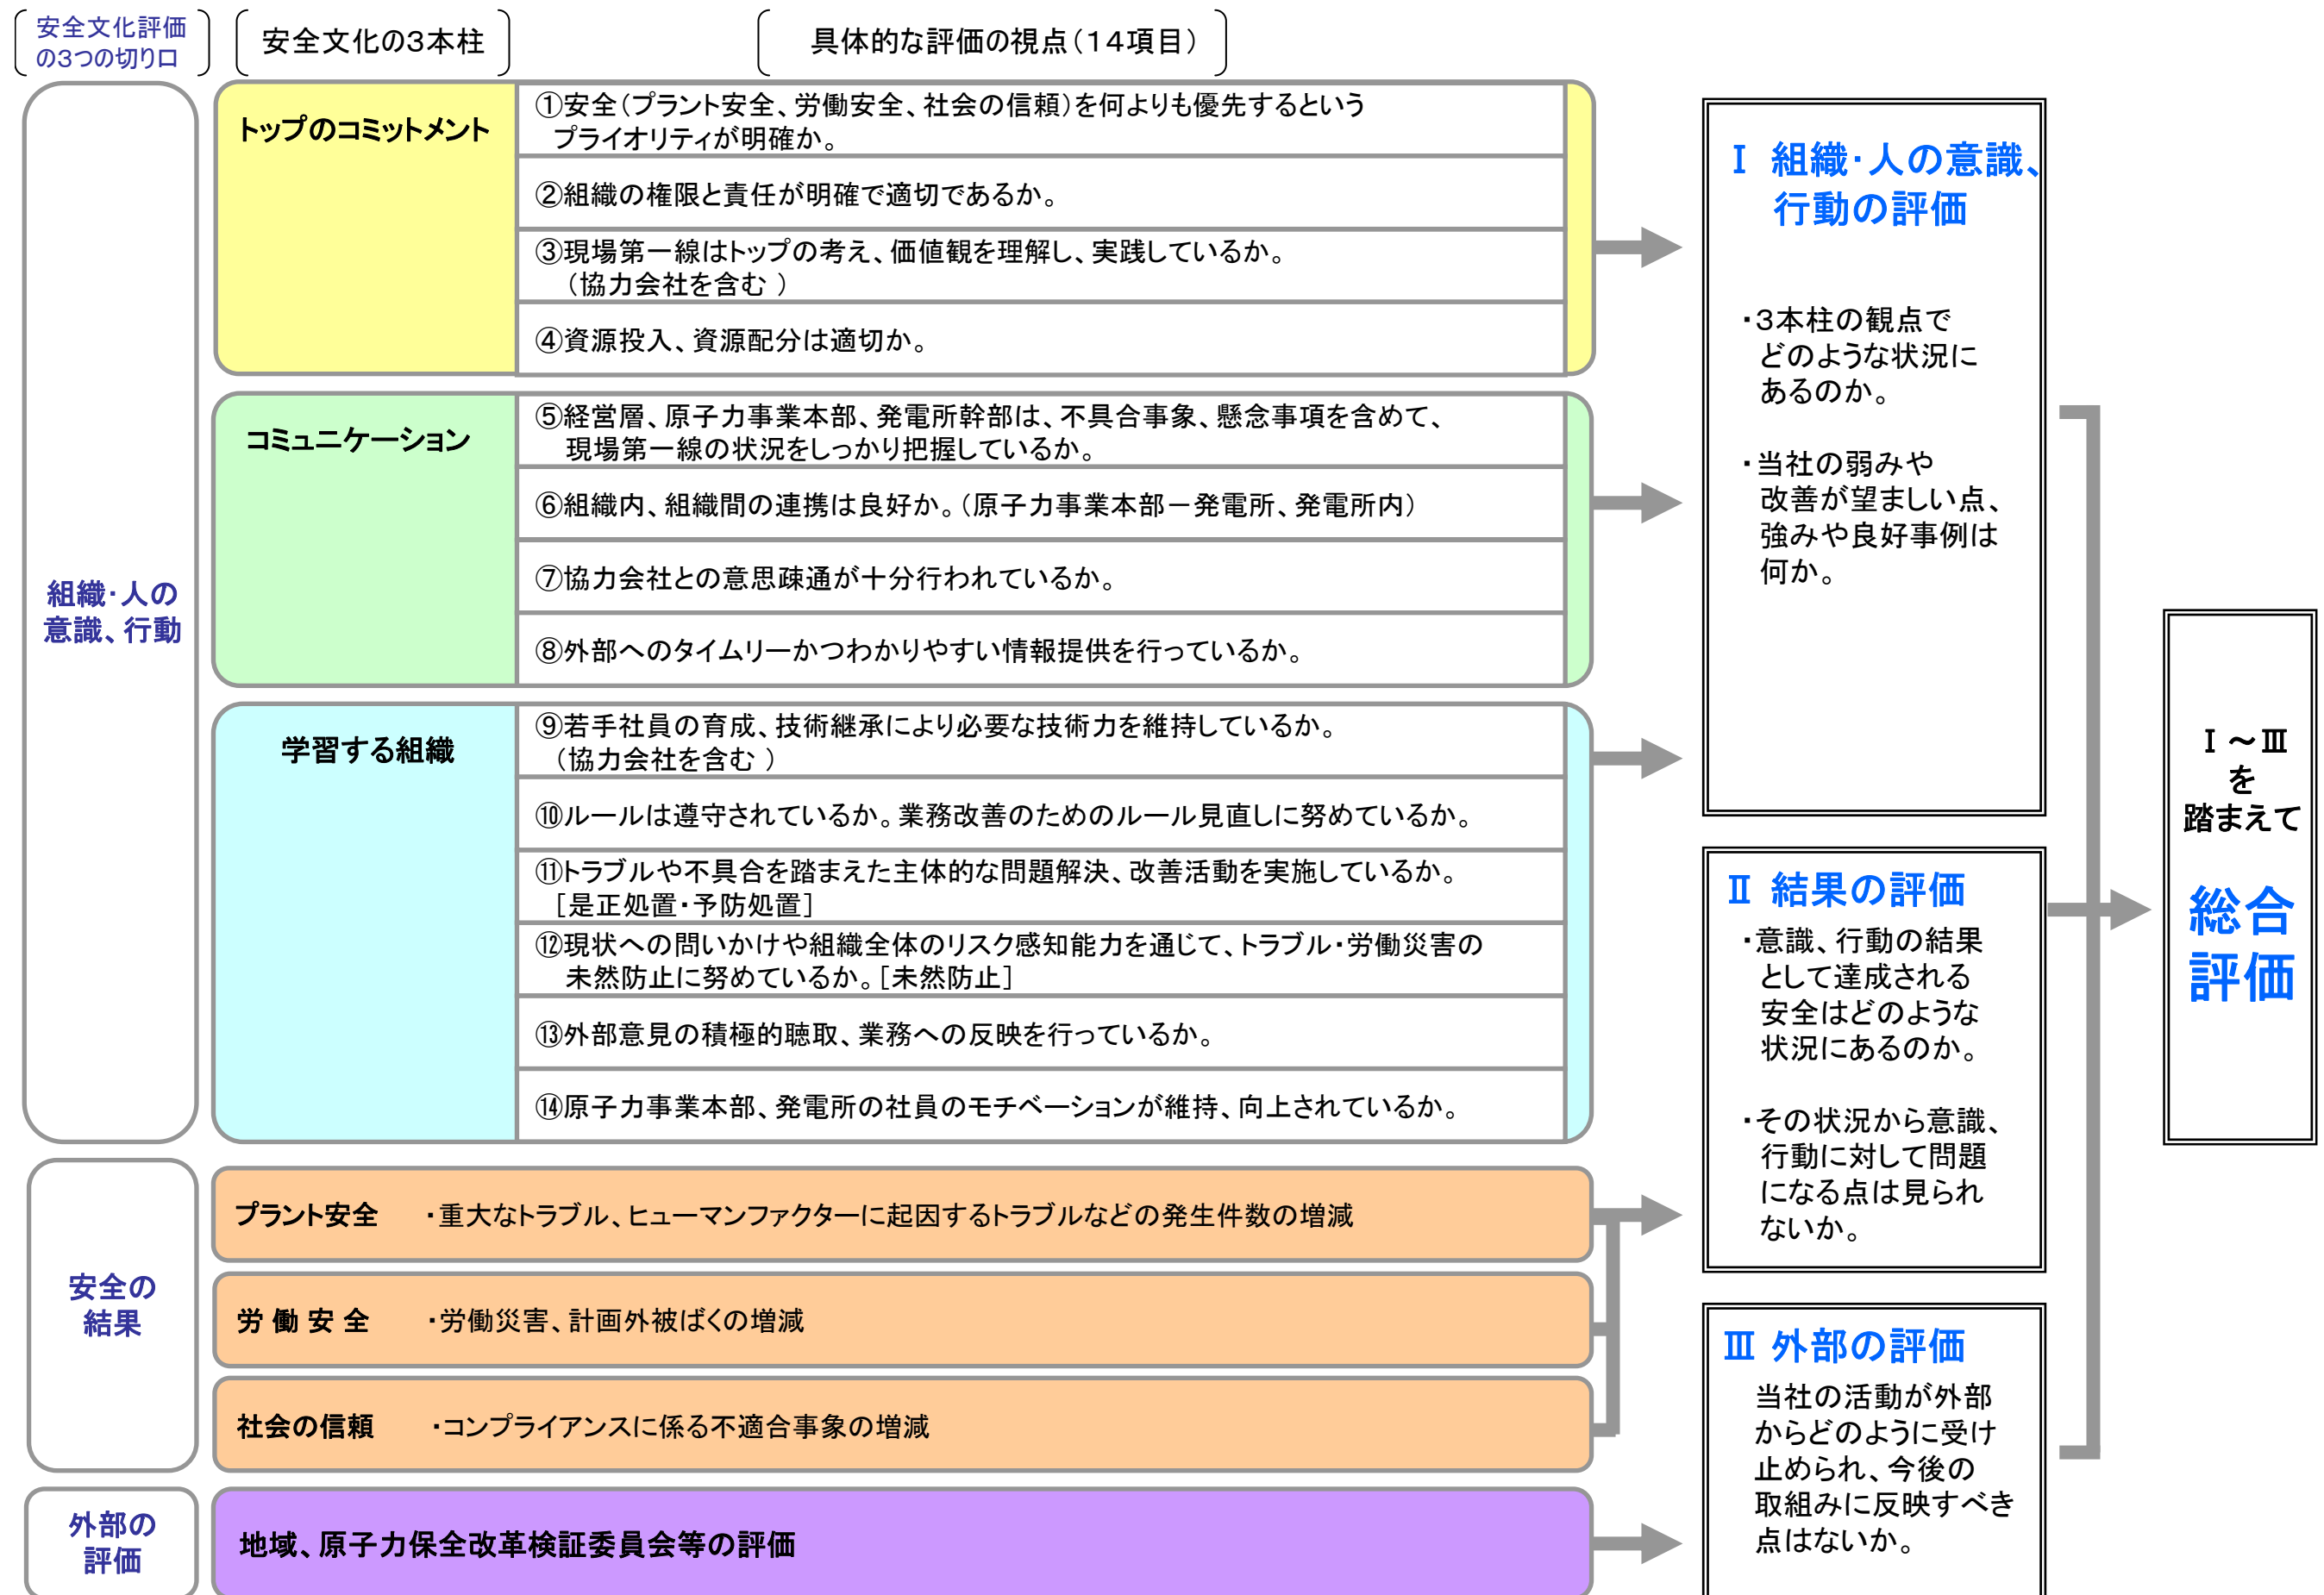 安全文化評価
の3つの切り口
安全文化の3本柱
具体的な評価の視点（14項目）
組織・人の
意識、行動
トップのコミットメント
①安全（プラント安全、労働安全、社会の信頼）を何よりも優先するという
プライオリティが明確か。
②組織の権限と責任が明確で適切であるか。
③現場第一線はトップの考え、価値観を理解し、実践しているか。
（協力会社を含む ）
④資源投入、資源配分は適切か。
コミュニケーション
⑤経営層、原子力事業本部、発電所幹部は、不具合事象、懸念事項を含めて、
現場第一線の状況をしっかり把握しているか。
⑥組織内、組織間の連携は良好か。（原子力事業本部－発電所、発電所内）
⑦協力会社との意思疎通が十分行われているか。
⑧外部へのタイムリーかつわかりやすい情報提供を行っているか。
学習する組織
⑨若手社員の育成、技術継承により必要な技術力を維持しているか。
（協力会社を含む ）
⑩ルールは遵守されているか。業務改善のためのルール見直しに努めているか。
⑪トラブルや不具合を踏まえた主体的な問題解決、改善活動を実施しているか。
［是正処置・予防処置］
⑫現状への問いかけや組織全体のリスク感知能力を通じて、トラブル・労働災害の
未然防止に努めているか。［未然防止］
⑬外部意見の積極的聴取、業務への反映を行っているか。
⑭原子力事業本部、発電所の社員のモチベーションが維持、向上されているか。
安全の
結果
プラント安全 ・重大なトラブル、ヒューマンファクターに起因するトラブルなどの発生件数の増減
労 働 安 全 ・労働災害、計画外被ばくの増減
社会の信頼 ・コンプライアンスに係る不適合事象の増減
外部の
評価
地域、原子力保全改革検証委員会等の評価
Ⅰ 組織・人の意識、
行動の評価
・3本柱の観点で
どのような状況に
あるのか。
・当社の弱みや
改善が望ましい点、
強みや良好事例は
何か。
Ⅱ 結果の評価
・意識、行動の結果
として達成される
安全はどのような
状況にあるのか。
・その状況から意識、
行動に対して問題
になる点は見られ
ないか。
Ⅲ 外部の評価
当社の活動が外部
からどのように受け
止められ、今後の
取組みに反映すべき
点はないか。
Ⅰ～Ⅲ
を
踏まえて
総合
評価